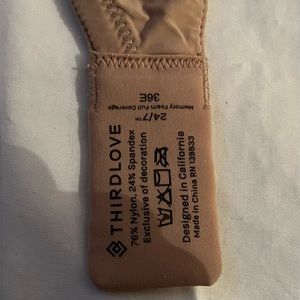 24/7™
Memory Foam Full Coverage
36E
THIRDLOVE
76% Nylon, 24% Spandex
Exclusive of decoration
Designed in California
Made in China RN 139833